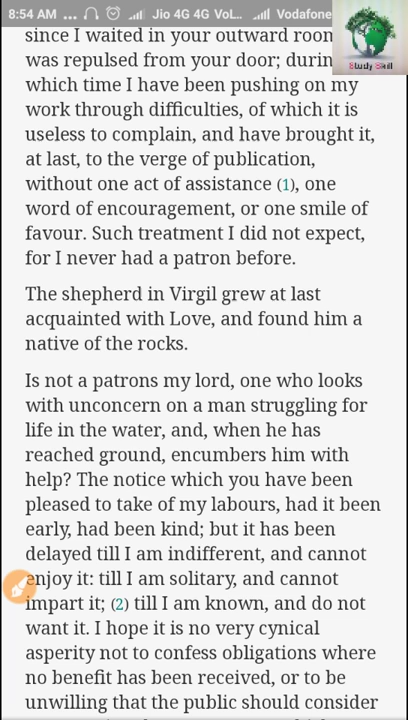 8:54 AM ... Jio 4G 4G VoL... Vodafone
Study Skill
since I waited in your outward room
was repulsed from your door; durin
which time I have been pushing on my
work through difficulties, of which it is
useless to complain, and have brought it,
at last, to the verge of publication,
without one act of assistance (1), one
word of encouragement, or one smile of
favour. Such treatment I did not expect,
for I never had a patron before.
The shepherd in Virgil grew at last
acquainted with Love, and found him a
native of the rocks.
Is not a patrons my lord, one who looks
with unconcern on a man struggling for
life in the water, and, when he has
reached ground, encumbers him with
help? The notice which you have been
pleased to take of my labours, had it been
early, had been kind; but it has been
delayed till I am indifferent, and cannot
enjoy it: till I am solitary, and cannot
impart it; (2) till I am known, and do not
want it. I hope it is no very cynical
asperity not to confess obligations where
no benefit has been received, or to be
unwilling that the public should consider